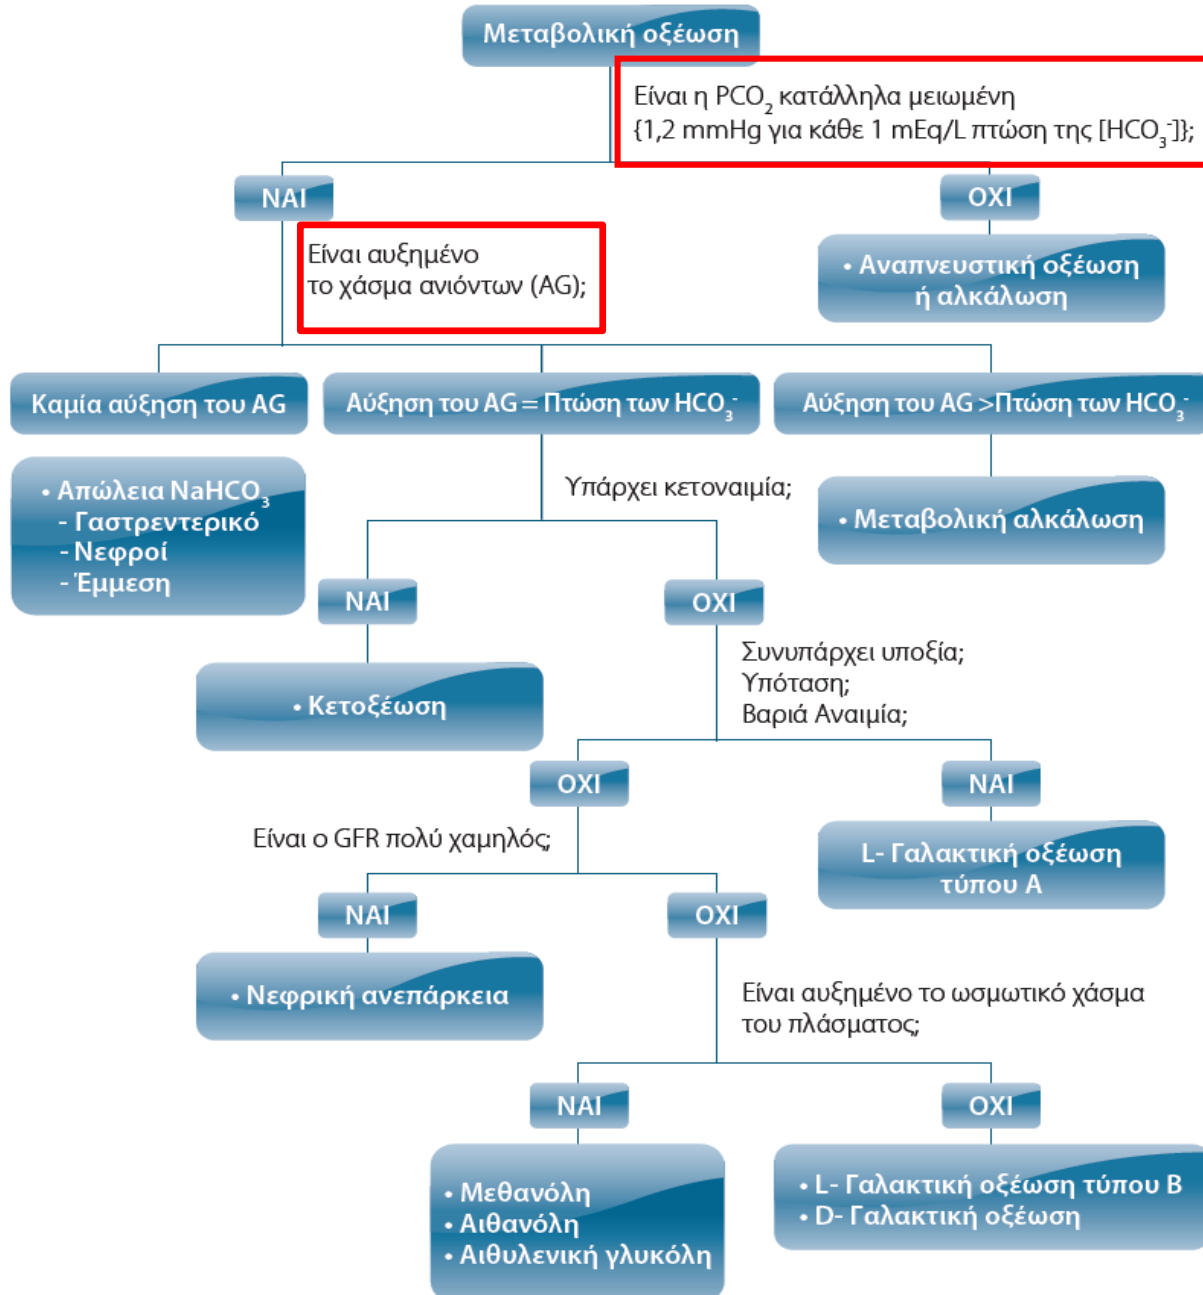 Μεταβολική οξέωση
Είναι η PCO₂ κατάλληλα μειωμένη
{1,2 mmHg για κάθε 1 mEq/L πτώση της [HCO₃⁻]};
ΝΑΙ
ΟΧΙ
Είναι αυξημένο
το χάσμα ανιόντων (AG);
• Αναπνευστική οξέωση
ή αλκάλωση
Καμία αύξηση του AG
Αύξηση του AG = Πτώση των HCO₃⁻
Αύξηση του AG >Πτώση των HCO₃⁻
• Απώλεια NaHCO₃
- Γαστρεντερικό
- Νεφροί
- Έμμεση
Υπάρχει κετοναιμία;
• Μεταβολική αλκάλωση
ΝΑΙ
ΟΧΙ
• Κετοξέωση
Συνυπάρχει υποξία;
Υπόταση;
Βαριά Αναιμία;
ΟΧΙ
ΝΑΙ
Είναι ο GFR πολύ χαμηλός;
L- Γαλακτική οξέωση
τύπου Α
ΝΑΙ
ΟΧΙ
• Νεφρική ανεπάρκεια
Είναι αυξημένο το ωσμωτικό χάσμα
του πλάσματος;
ΝΑΙ
ΟΧΙ
• Μεθανόλη
• Αιθανόλη
• Αιθυλενική γλυκόλη
• L- Γαλακτική οξέωση τύπου Β
• D- Γαλακτική οξέωση